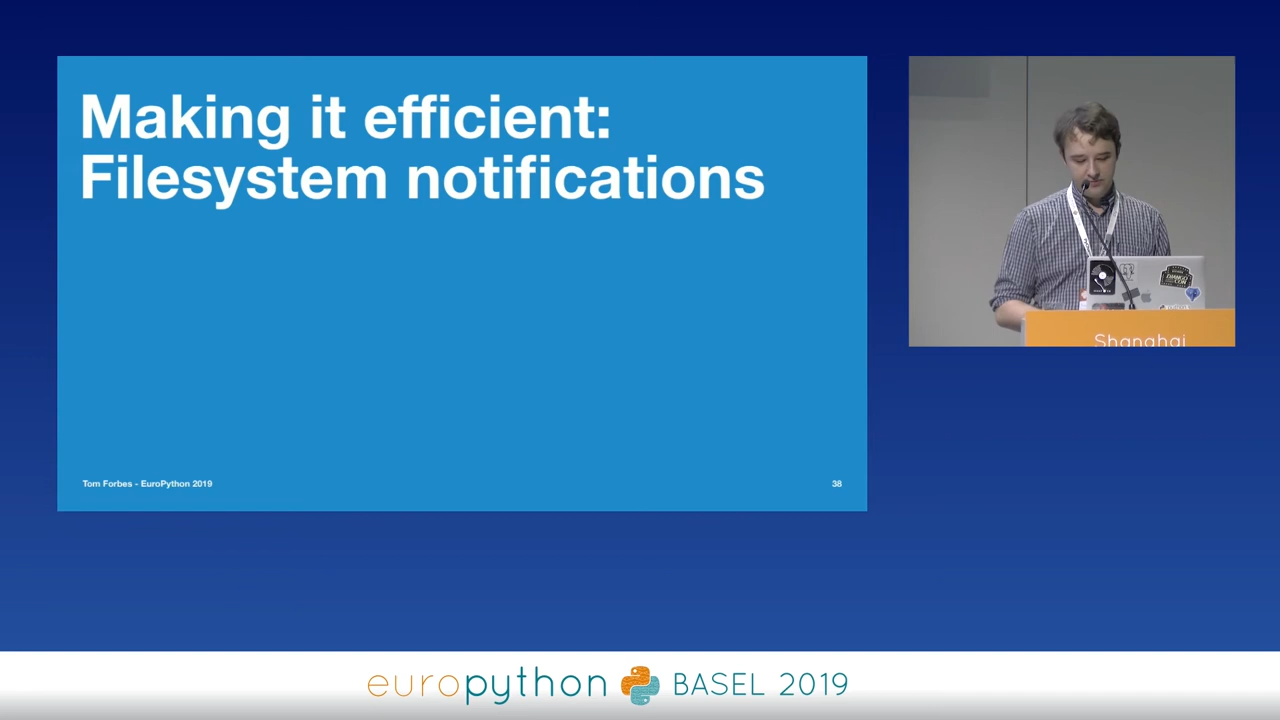 Making it efficient:
Filesystem notifications
Tom Forbes - EuroPython 2019
38
Shanghai
europython BASEL 2019